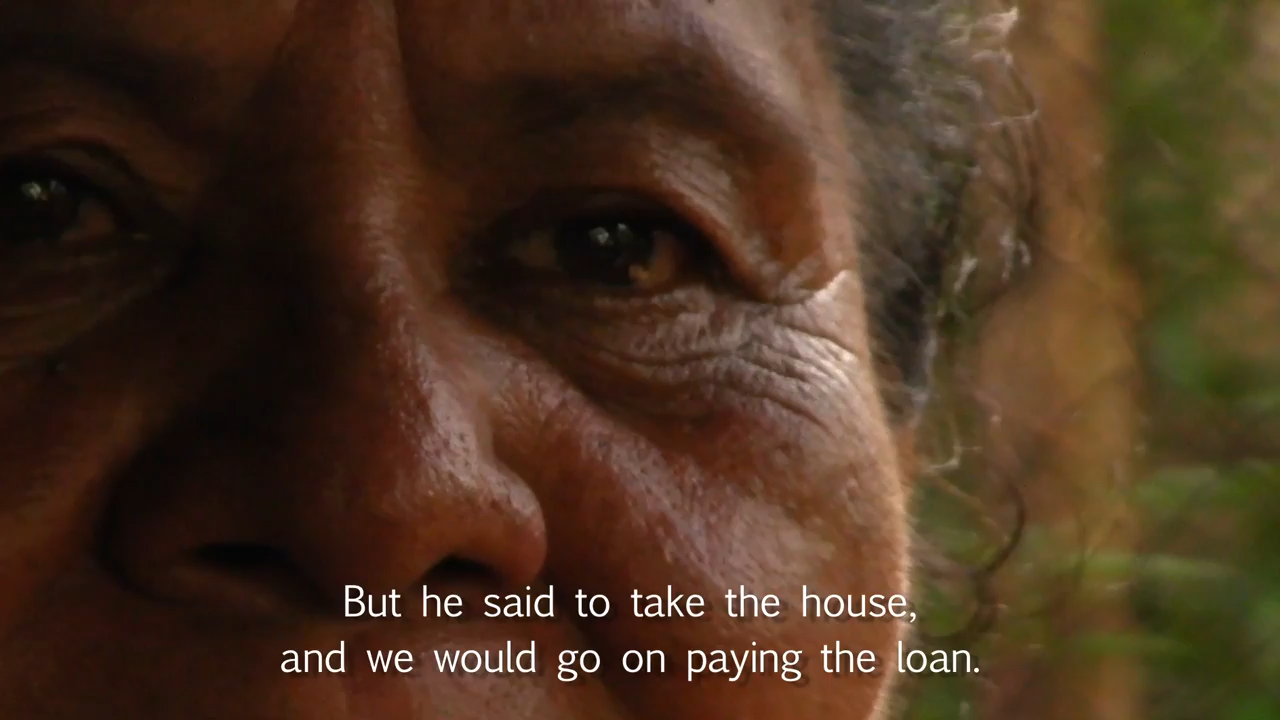 But he said to take the house,
and we would go on paying the loan.